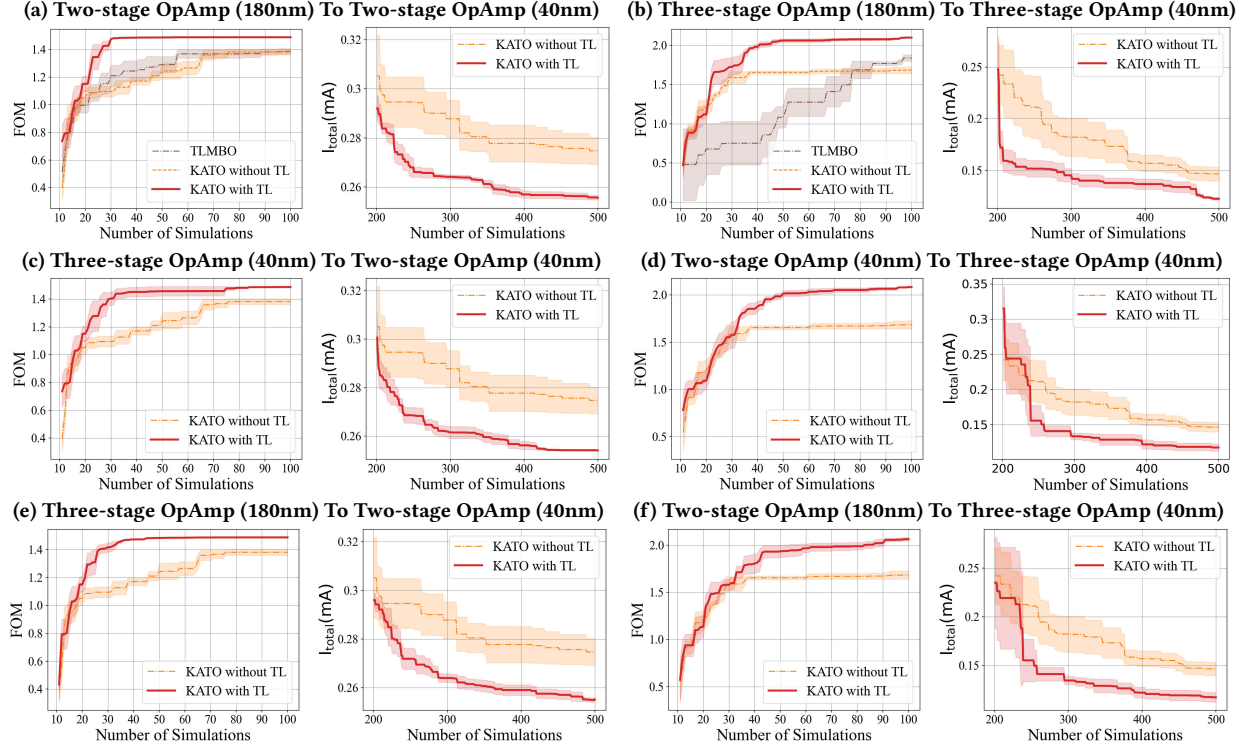 (a) Two-stage OpAmp (180nm) To Two-stage OpAmp (40nm)
FOM
1.4
1.2
1.0
0.8
0.6
0.4
TLMBO
KATO without TL
KATO with TL
10 20 30 40 50 60 70 80 90 100
Number of Simulations
I_total(mA)
0.32
0.30
0.28
0.26
KATO without TL
KATO with TL
200 300 400 500
Number of Simulations
(b) Three-stage OpAmp (180nm) To Three-stage OpAmp (40nm)
FOM
2.0
1.5
1.0
0.5
0.0
TLMBO
KATO without TL
KATO with TL
10 20 30 40 50 60 70 80 90 100
Number of Simulations
I_total(mA)
0.25
0.15
KATO without TL
KATO with TL
200 300 400 500
Number of Simulations
(c) Three-stage OpAmp (40nm) To Two-stage OpAmp (40nm)
FOM
1.4
1.2
1.0
0.8
0.6
0.4
KATO without TL
KATO with TL
10 20 30 40 50 60 70 80 90 100
Number of Simulations
I_total(mA)
0.32
0.3
0.28
0.26
KATO without TL
KATO with TL
200 300 400 500
Number of Simulations
(d) Two-stage OpAmp (40nm) To Three-stage OpAmp (40nm)
FOM
2.0
1.5
1.0
0.5
KATO without TL
KATO with TL
10 20 30 40 50 60 70 80 90 100
Number of Simulations
I_total(mA)
0.35
0.3
0.25
0.2
0.15
KATO without TL
KATO with TL
200 300 400 500
Number of Simulations
(e) Three-stage OpAmp (180nm) To Two-stage OpAmp (40nm)
FOM
1.4
1.2
1.0
0.8
0.6
0.4
KATO without TL
KATO with TL
10 20 30 40 50 60 70 80 90 100
Number of Simulations
I_total(mA)
0.32
0.3
0.28
0.26
KATO without TL
KATO with TL
200 300 400 500
Number of Simulations
(f) Two-stage OpAmp (180nm) To Three-stage OpAmp (40nm)
FOM
2.0
1.5
1.0
0.5
KATO without TL
KATO with TL
10 20 30 40 50 60 70 80 90 100
Number of Simulations
I_total(mA)
0.25
0.15
KATO without TL
KATO with TL
200 300 400 500
Number of Simulations